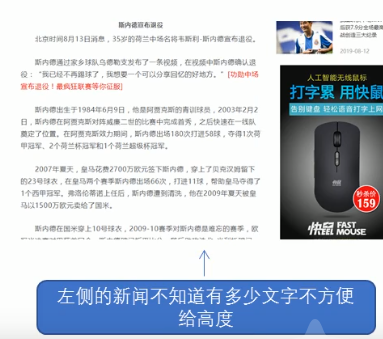 斯内德宣布退役
北京时间8月13日消息，35岁的荷兰中场名将韦斯利-斯内德宣布退役。
斯内德通过家乡球队乌德勒支发布了一条视频，在视频中斯内德确认退
役：“我已经不再踢球了，我想要一个可以分享回忆的好地方。”【功勋中场
宣布退役！最疯狂联赛等你征服】
斯内德出生于1984年6月9日，他是阿贾克斯的青训球员，2003年2月2
日，斯内德在阿贾克斯对阵威廉二世的比赛中完成首秀，之后快速在一线队
奠定了位置。在阿贾克斯效力期间，斯内德出场180次打进58球，夺得1次荷
甲冠军、2个荷兰杯冠军和1个荷兰超级杯冠军。
2007年夏天，皇马花费2700万欧元签下斯内德，穿上了贝克汉姆留下
的23号球衣，在皇马两个赛季斯内德出场66次，打进11球，帮助皇马夺得了
1个西甲冠军。弗洛伦蒂诺上任后，斯内德遭到清洗，他在2009年夏天被皇
马以1500万欧元卖给了国米。
斯内德在国米穿上10号球衣，2009-10赛季对斯内德是难忘的赛季，欧
2019-08-12
人工智能无线鼠标
打字累 用快鼠
告别键盘 轻松语音打字上网
秒杀价
159
快鼠 FAST
MOUSE
左侧的新闻不知道有多少文字不方便
给高度